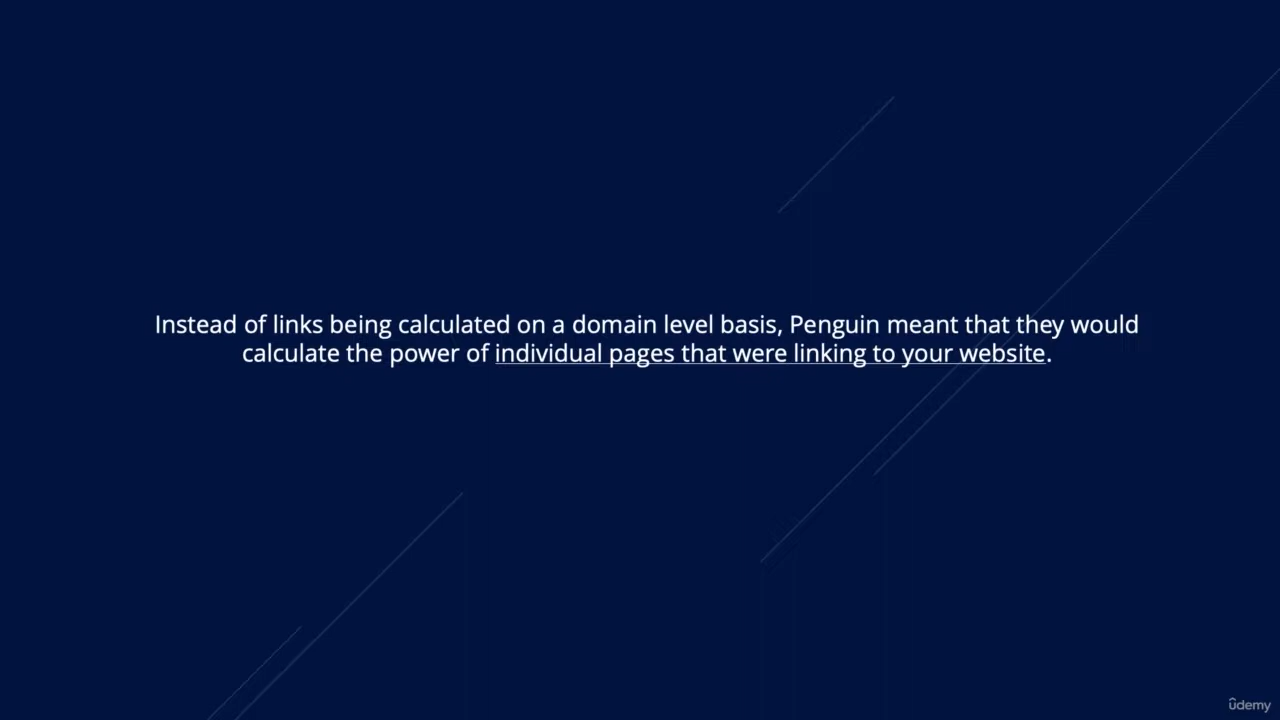 Instead of links being calculated on a domain level basis, Penguin meant that they would
calculate the power of individual pages that were linking to your website.
ûdemy